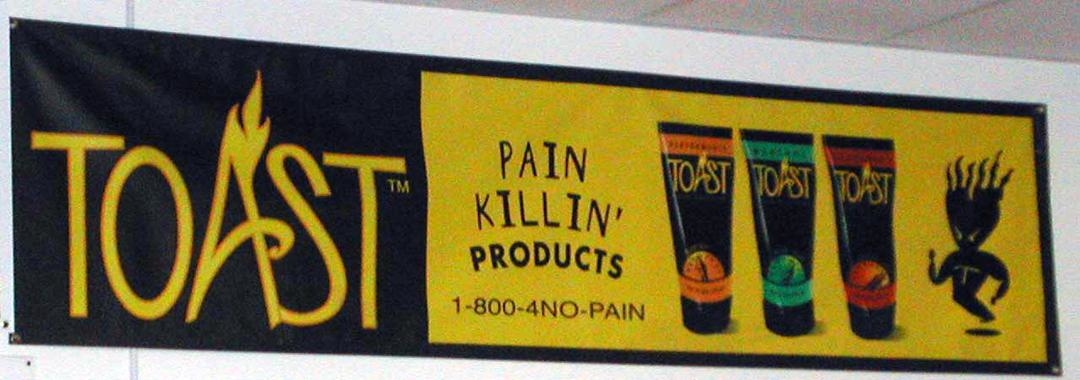 TOAST™
PAIN
KILLIN'
PRODUCTS
1-800-4NO-PAIN
TOAST
TOAST
TOAST
T